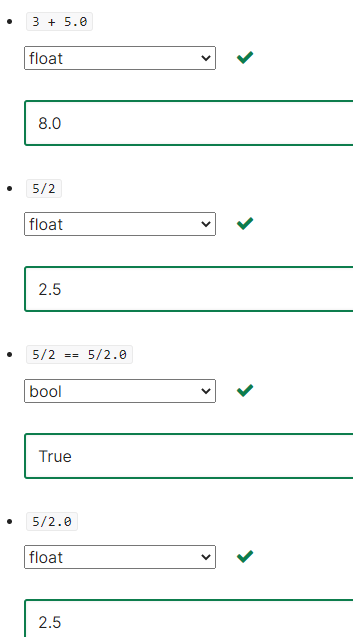 3 + 5.0
float
8.0
5/2
float
2.5
5/2 == 5/2.0
bool
True
5/2.0
float
2.5